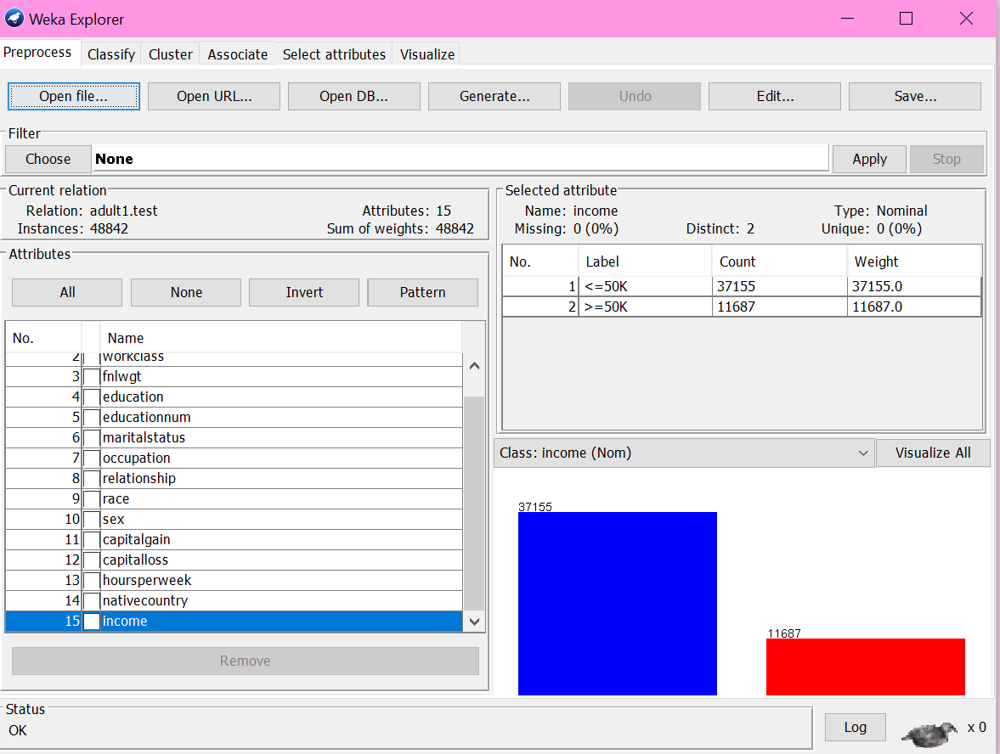 Weka Explorer
Preprocess Classify Cluster Associate Select attributes Visualize
Open file... Open URL... Open DB... Generate... Undo Edit... Save...
Filter
Choose None Apply Stop
Current relation
Relation: adult1.test Attributes: 15
Instances: 48842 Sum of weights: 48842
Attributes
All None Invert Pattern
No. Name
2 workclass
3 fnlwgt
4 education
5 educationnum
6 maritalstatus
7 occupation
8 relationship
9 race
10 sex
11 capitalgain
12 capitalloss
13 hoursperweek
14 nativecountry
15 income
Remove
Selected attribute
Name: income Type: Nominal
Missing: 0 (0%) Distinct: 2 Unique: 0 (0%)
No. Label Count Weight
1 <=50K 37155 37155.0
2 >=50K 11687 11687.0
Class: income (Nom) Visualize All
37155
11687
Status
OK
Log x 0